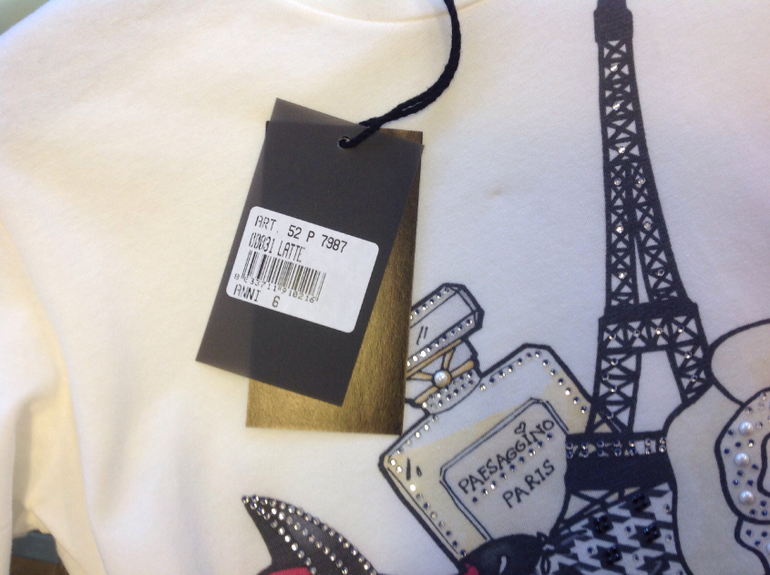 ART. 52 P 7987
LATTE
ANNI 6
PAESAGGINO
PARIS